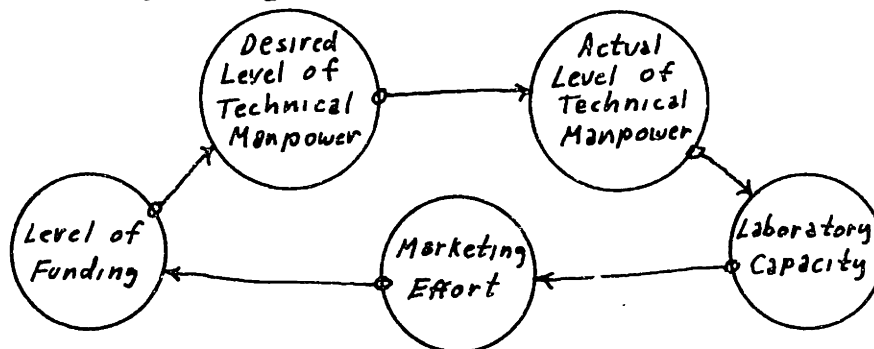 Desired
Level of
Technical
Manpower
Actual
Level of
Technical
Manpower
Level of
Funding
Marketing
Effort
Laboratory
Capacity